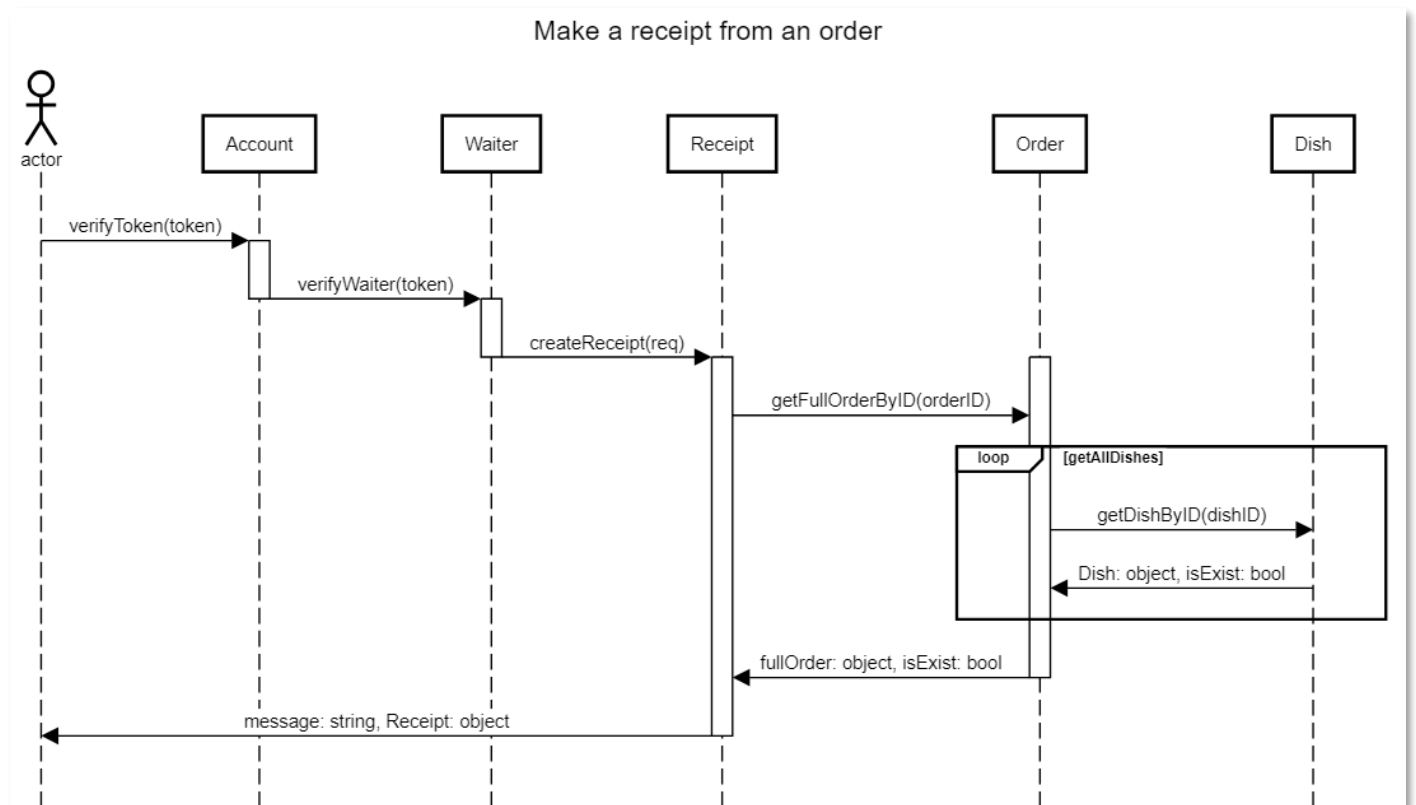 Make a receipt from an order
actor
Account
Waiter
Receipt
Order
Dish
verifyToken(token)
verifyWaiter(token)
createReceipt(req)
getFullOrderByID(orderID)
loop
[getAllDishes]
getDishByID(dishID)
Dish: object, isExist: bool
fullOrder: object, isExist: bool
message: string, Receipt: object